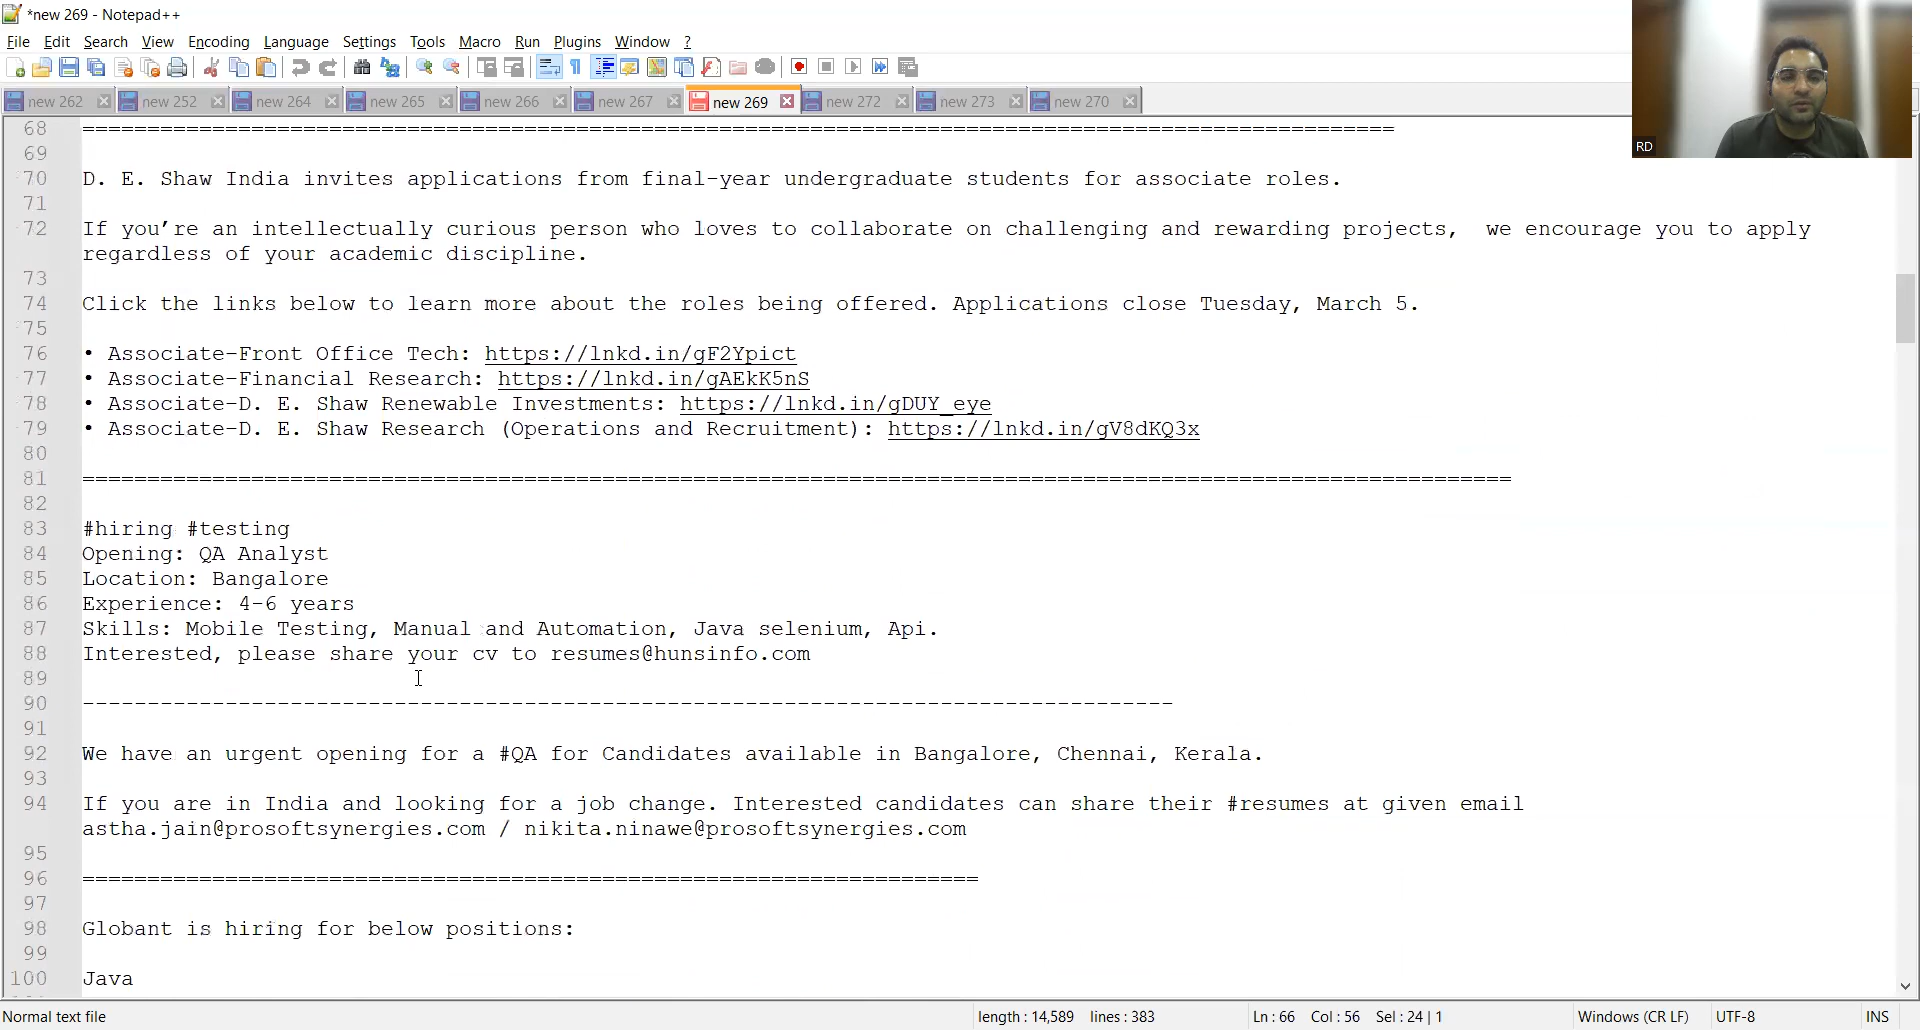 *new 269 - Notepad++
File Edit Search View Encoding Language Settings Tools Macro Run Plugins Window ?
new 262 new 252 new 264 new 265 new 266 new 267 new 269 new 272 new 273 new 270
RD
68 =====================================================================================================
69
70 D. E. Shaw India invites applications from final-year undergraduate students for associate roles.
71
72 If you’re an intellectually curious person who loves to collaborate on challenging and rewarding projects,  we encourage you to apply
regardless of your academic discipline.
73
74 Click the links below to learn more about the roles being offered. Applications close Tuesday, March 5.
75
76 • Associate-Front Office Tech: https://lnkd.in/gF2Ypict
77 • Associate-Financial Research: https://lnkd.in/gAEkK5nS
78 • Associate-D. E. Shaw Renewable Investments: https://lnkd.in/gDUY_eye
79 • Associate-D. E. Shaw Research (Operations and Recruitment): https://lnkd.in/gV8dKQ3x
80
81 ==============================================================================================================
82
83 #hiring #testing
84 Opening: QA Analyst
85 Location: Bangalore
86 Experience: 4-6 years
87 Skills: Mobile Testing, Manual and Automation, Java selenium, Api.
88 Interested, please share your cv to resumes@hunsinfo.com
89
90 ------------------------------------------------------------------------------------
91
92 We have an urgent opening for a #QA for Candidates available in Bangalore, Chennai, Kerala.
93
94 If you are in India and looking for a job change. Interested candidates can share their #resumes at given email
astha.jain@prosoftsynergies.com / nikita.ninawe@prosoftsynergies.com
95
96 =====================================================================
97
98 Globant is hiring for below positions:
99
100 Java
Normal text file length : 14,589 lines : 383 Ln : 66 Col : 56 Sel : 24 | 1 Windows (CR LF) UTF-8 INS